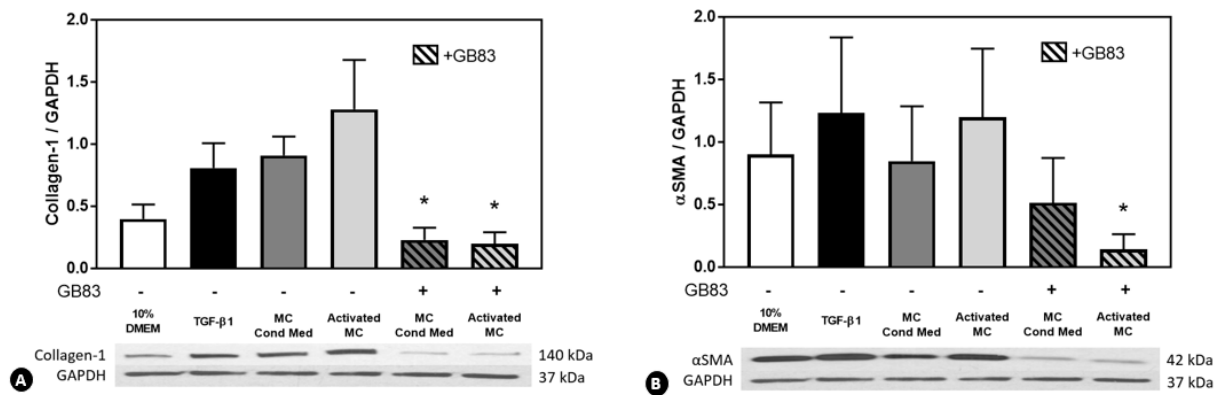 2.0
1.5
1.0
0.5
0.0
Collagen-1 / GAPDH
+GB83
* *
GB83 - - - - + +
10% DMEM
TGF-β1
MC Cond Med
Activated MC
MC Cond Med
Activated MC
Collagen-1 140 kDa
GAPDH 37 kDa
A
2.0
1.5
1.0
0.5
0.0
αSMA / GAPDH
+GB83
*
GB83 - - - - + +
10% DMEM
TGF-β1
MC Cond Med
Activated MC
MC Cond Med
Activated MC
αSMA 42 kDa
GAPDH 37 kDa
B